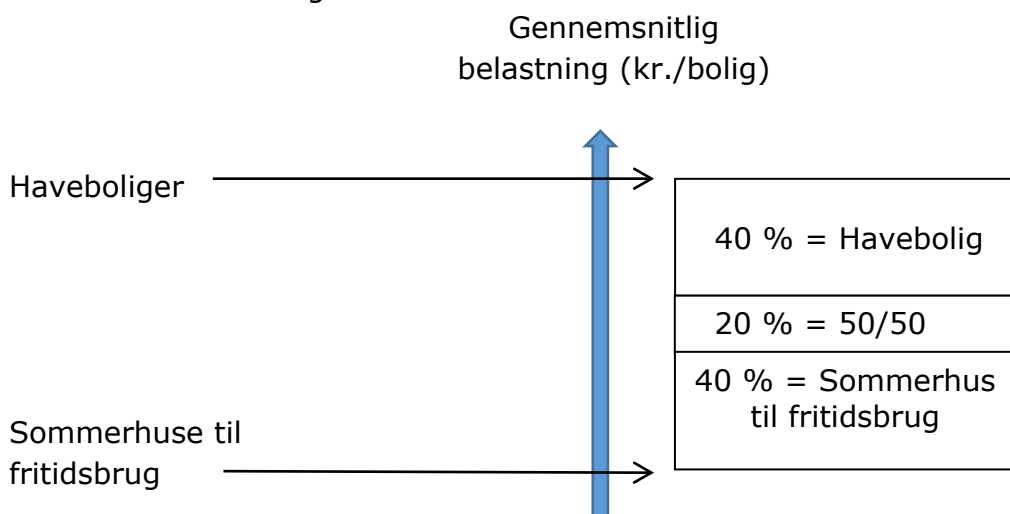 Gennemsnitlig
belastning (kr./bolig)
Haveboliger
40 % = Havebolig
20 % = 50/50
40 % = Sommerhus
til fritidsbrug
Sommerhuse til
fritidsbrug